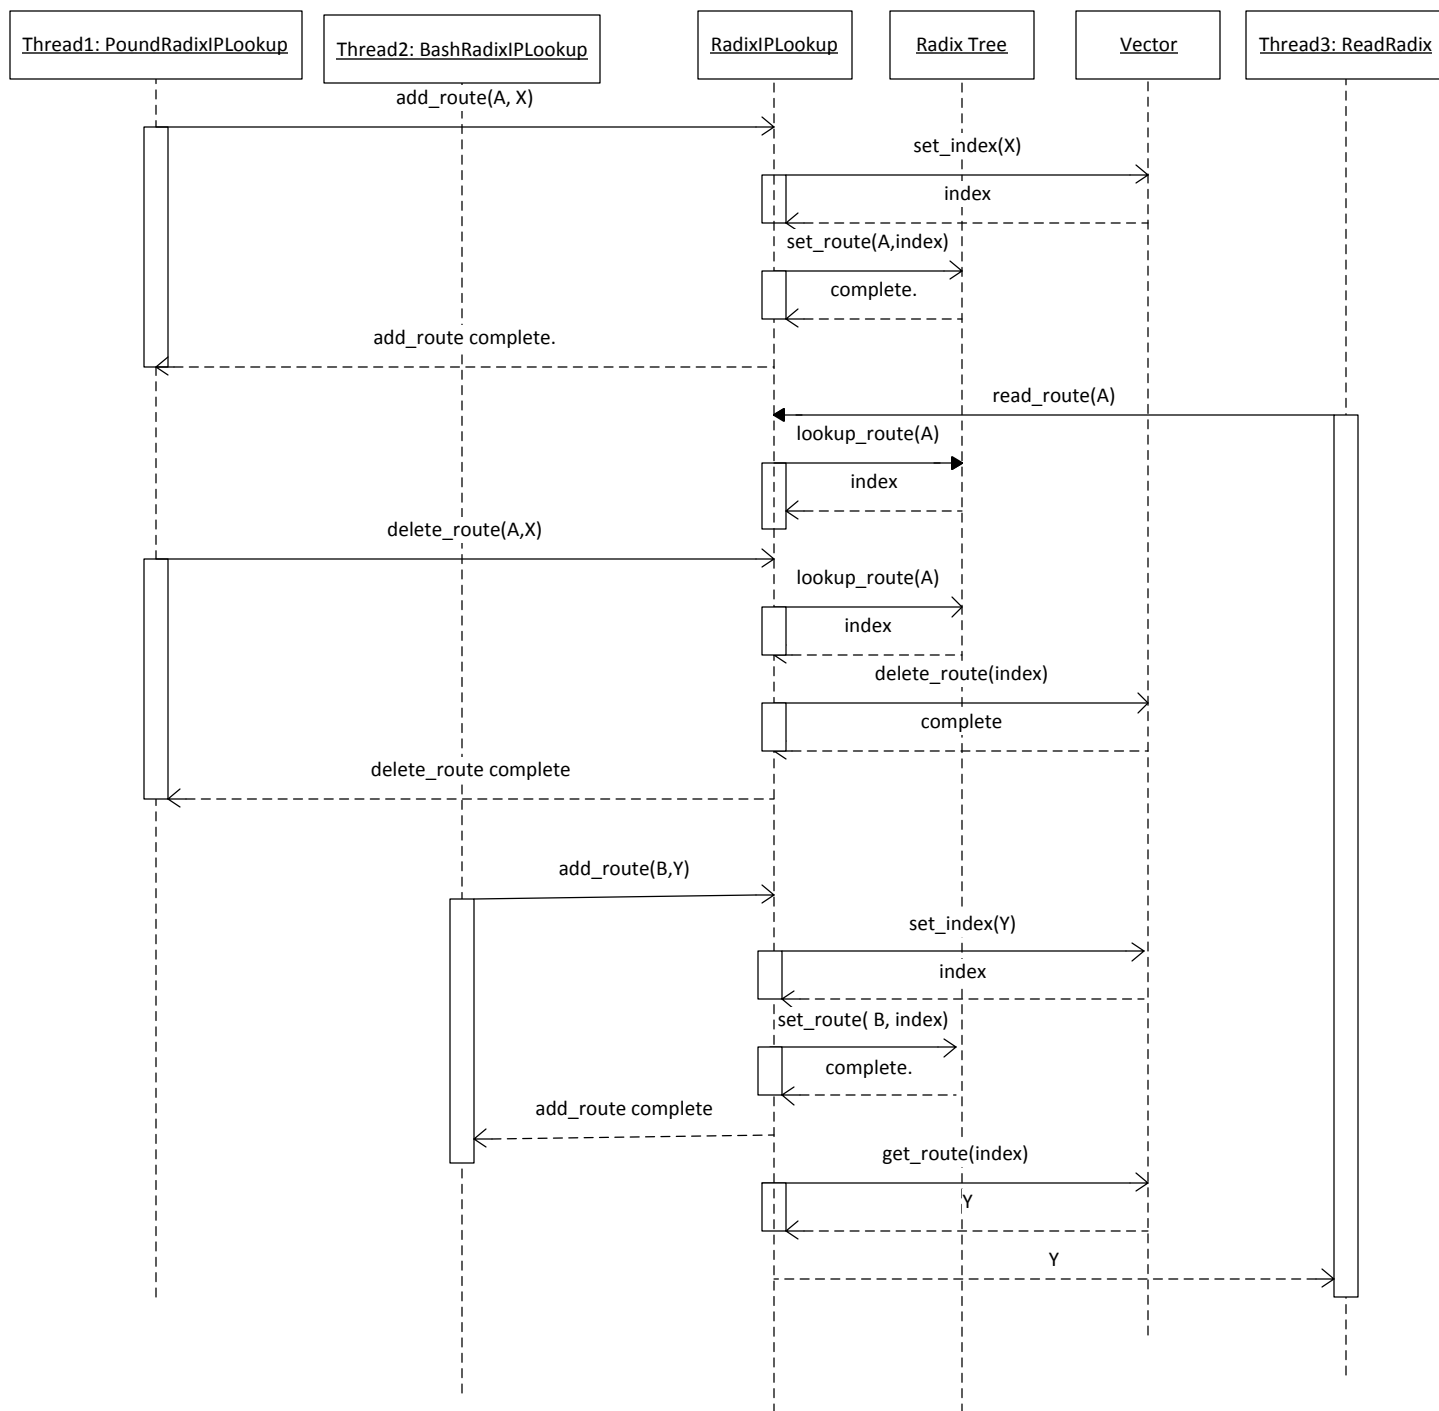 Thread1: PoundRadixIPLookup
Thread2: BashRadixIPLookup
RadixIPLookup
Radix Tree
Vector
Thread3: ReadRadix
add_route(A, X)
set_index(X)
index
set_route(A,index)
complete.
add_route complete.
read_route(A)
lookup_route(A)
index
delete_route(A,X)
lookup_route(A)
index
delete_route(index)
complete
delete_route complete
add_route(B,Y)
set_index(Y)
index
set_route( B, index)
complete.
add_route complete
get_route(index)
Y
Y